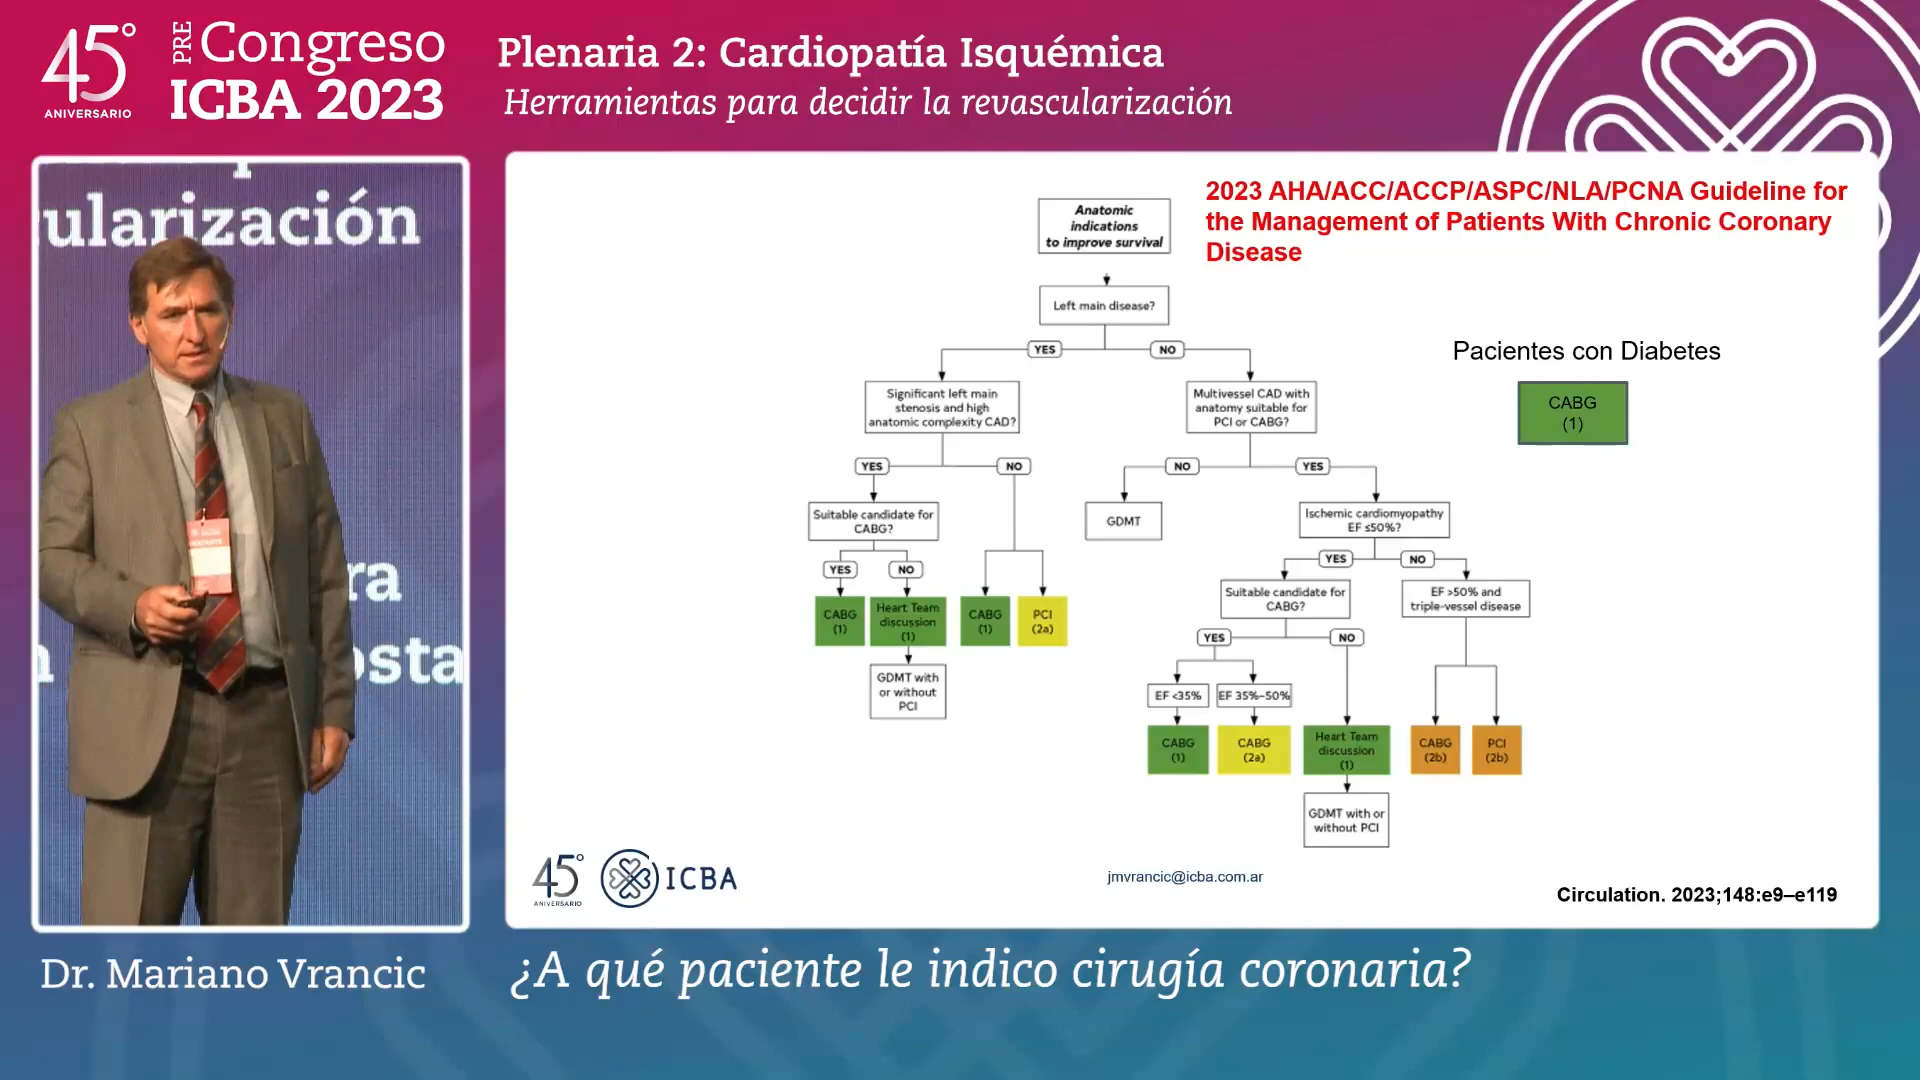 45°
ANIVERSARIO
PRE
Congreso
ICBA 2023
Plenaria 2: Cardiopatía Isquémica
Herramientas para decidir la revascularización
ularización
ra
osta
2023 AHA/ACC/ACCP/ASPC/NLA/PCNA Guideline for
the Management of Patients With Chronic Coronary
Disease
Anatomic
indications
to improve survival
Left main disease?
YES
NO
Significant left main
stenosis and high
anatomic complexity CAD?
Multivessel CAD with
anatomy suitable for
PCI or CABG?
Pacientes con Diabetes
CABG
(1)
YES
NO
NO
YES
Suitable candidate for
CABG?
GDMT
Ischemic cardiomyopathy
EF ≤50%?
YES
NO
YES
NO
CABG
(1)
Heart Team
discussion
(1)
CABG
(1)
PCI
(2a)
Suitable candidate for
CABG?
EF >50% and
triple-vessel disease
GDMT with
or without
PCI
YES
NO
EF <35%
EF 35%–50%
CABG
(1)
CABG
(2a)
Heart Team
discussion
(1)
CABG
(2b)
PCI
(2b)
GDMT with or
without PCI
45°
ANIVERSARIO
ICBA
jmvrancic@icba.com.ar
Circulation. 2023;148:e9–e119
Dr. Mariano Vrancic
¿A qué paciente le indico cirugía coronaria?